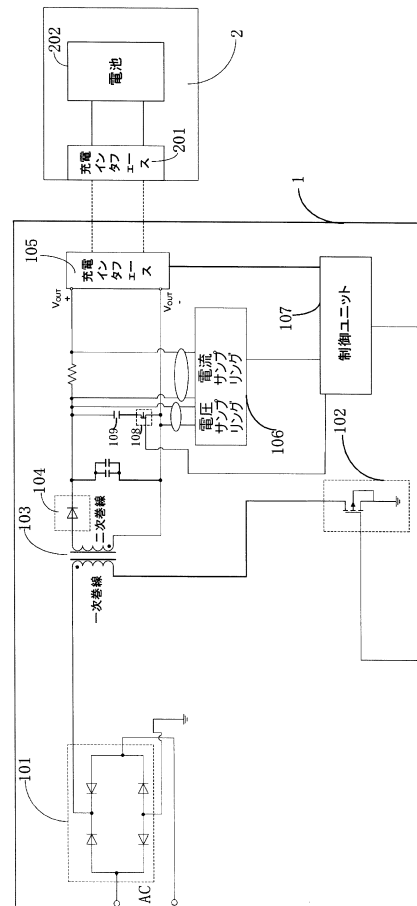 202
電池
2
充電
インタフ
ェース
201
1
105
充電
インタフ
ェース
VOUT
+
VOUT
-
107
制御ユニット
電流
サンプ
リング
電圧
サンプ
リング
106
109
108
102
104
103
二次巻線
一次巻線
101
AC